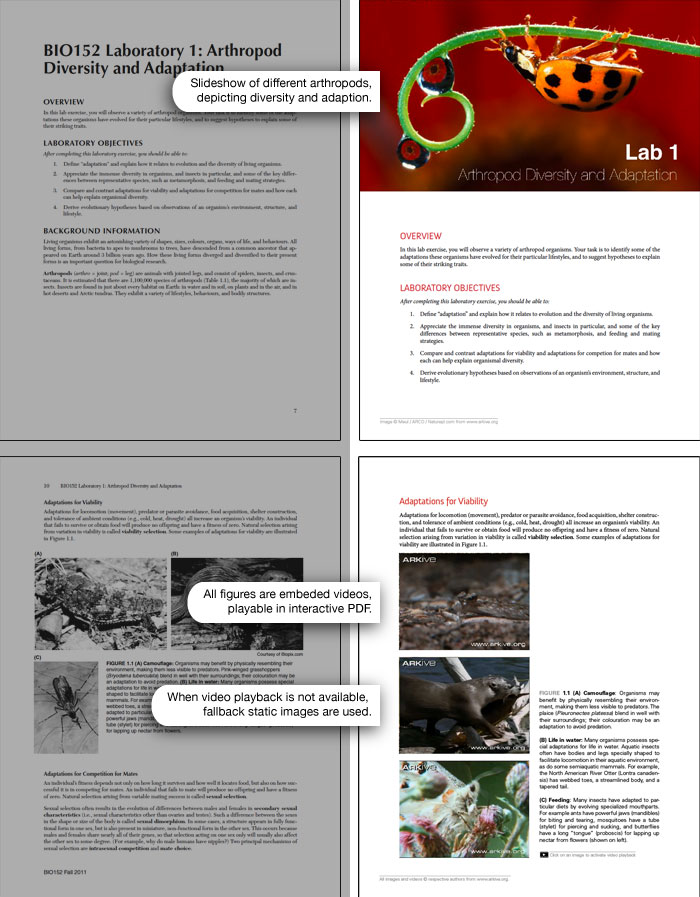 BIO152 Laboratory 1: Arthropod
Diversity and Adaptation
Slideshow of different arthropods,
depicting diversity and adaption.
OVERVIEW
In this lab exercise, you will observe a variety of arthropod
tations these organisms have evolved for their particular lifestyles, and to suggest hypotheses to explain some of
their striking traits.
LABORATORY OBJECTIVES
After completing this laboratory exercise, you should be able to:
1. Define "adaptation" and explain how it relates to evolution and the diversity of living organisms.
2. Appreciate the immense diversity in organisms, and insects in particular, and some of the key differ-
ences between representative species, such as metamorphosis, and feeding and mating strategies.
3. Compare and contrast adaptations for viability and adaptations for competition for mates and how each
can help explain organismal diversity.
4. Derive evolutionary hypotheses based on observations of an organism's environment, structure, and
lifestyle.
BACKGROUND INFORMATION
Living organisms exhibit an astonishing variety of shapes, sizes, colours, organs, ways of life, and behaviours. All
living forms, from bacteria to apes to mushrooms to trees, have descended from a common ancestor that ap-
peared on Earth around 3 billion years ago. How these living forms diverged and diversified to their present
forms is an important question for biological research.
Arthropods (arthro = joint, pod = leg) are animals with jointed legs, and consist of spiders, insects, and crus-
taceans. It is estimated that there are 1,100,000 species of arthropods (Table 1.1), the majority of which are in-
sects. Insects are found in just about every habitat on Earth: in water and in soil, on plants and in the air, and in
hot deserts and Arctic tundras. They exhibit a variety of lifestyles, behaviours, and bodily structures.
7
Lab 1
Arthropod Diversity and Adaptation
OVERVIEW
In this lab exercise, you will observe a variety of arthropod organisms. Your task is to identify some of the
adaptations these organisms have evolved for their particular lifestyles, and to suggest hypotheses to explain
some of their striking traits.
LABORATORY OBJECTIVES
After completing this laboratory exercise, you should be able to:
1. Define "adaptation" and explain how it relates to evolution and the diversity of living organisms.
2. Appreciate the immense diversity in organisms, and insects in particular, and some of the key
differences between representative species, such as metamorphosis, and feeding and mating
strategies.
3. Compare and contrast adaptations for viability and adaptations for competion for mates and how
each can help explain organismal diversity.
4. Derive evolutionary hypotheses based on observations of an organism's environment, structure, and
lifestyle.
from www.arkive.org
10 BIO152 Laboratory 1: Arthropod Diversity and Adaptation
Adaptations for Viability
Adaptations for locomotion (movement), predator or parasite avoidance, food acquisition, shelter construction,
and tolerance of ambient conditions (e.g., cold, heat, drought) all increase an organism's viability. An individual
that fails to survive or obtain food will produce no offspring and have a fitness of zero. Natural selection arising
from variation in viability is called viability selection. Some examples of adaptations for viability are illustrated
in Figure 1.1.
(A)
(B)
All figures are embeded videos,
playable in interactive PDF.
Courtesy of Biopix.com
(C)
FIGURE 1.1 (A) Camouflage: Organisms may benefit by physically resembling their
environment, making them less visible to predators. Pink-winged grasshoppers
(Bryodema tuberculosa) blend in well with their surroundings; their colouration may be
an adaptation to avoid predation. (B) Life in water:
adaptations for life in
shaped to facilitate
mammals. For
webbed toes, a
adapted to particular
powerful jaws
tube (stylet) for piercing
for lapping up nectar from flowers.
When video playback is not available,
fallback static images are used.
Adaptations for Competition for Mates
An individual's fitness depends not only on how long it survives and how well it locates food, but also on how suc-
cessful it is in competing for mates. An individual that fails to mate will produce no offspring and have a fitness
of zero. Natural selection arising from variable mating success is called sexual selection.
Sexual selection often results in the evolution of differences between males and females in secondary sexual
characteristics (i.e., sexual characteristics other than ovaries and testes). Such a difference between the sexes
in the shape or size of the body is called sexual dimorphism. In some cases, a structure appears in fully func-
tional form in one sex, but is also present in miniature, non-functional form in the other sex. This occurs because
males and females share nearly all of their genes, so that selection acting on one sex only will usually also affect
the other sex to some degree. (For example, why do male humans have nipples?) Two principal mechanisms of
sexual selection are intrasexual competition and mate choice.
BIO152 Fall 2011
Adaptations for Viability
Adaptations for locomotion (movement), predator or parasite avoidance, food acquisition, shelter construc-
tion, and tolerance of ambient conditions (e.g., cold, heat, drought) all increase an organism's viability. An
individual that fails to survive or obtain food will produce no offspring and have a fitness of zero. Natural
selection arising from variation in viability is called viability selection. Some examples of adaptations for
viability are illustrated in Figure 1.1.
ARKive
www.arkive.org
ARKive
www.arkive.org
ARKive
www.arkive.org
FIGURE 1.1 (A) Camouflage: Organisms may
benefit by physically resembling their environ-
ment, making them less visible to predators. The
plaice (Pleuronectes platessa) blend in well with
their surroundings; their colouration may be an
adaptation to avoid predation.
(B) Life in water: Many organisms possess spe-
cial adaptations for life in water. Aquatic insects
often have bodies and legs specially shaped to
facilitate locomotion in their aquatic environment,
as do some semiaquatic mammals. For example,
the North American River Otter (Lontra canaden-
sis) has webbed toes, a streamlined body, and a
tapered tail.
(C) Feeding: Many insects have adapted to par-
ticular diets by evolving specialized mouthparts.
For example ants have powerful jaws (mandibles)
for biting and tearing, mosquitoes have a tube
(stylet) for piercing and sucking, and butterflies
have a long "tongue" (proboscis) for lapping up
nectar from flowers (shown on left).
Click on an image to activate video playback
All images and videos © respective authors from www.arkive.org.